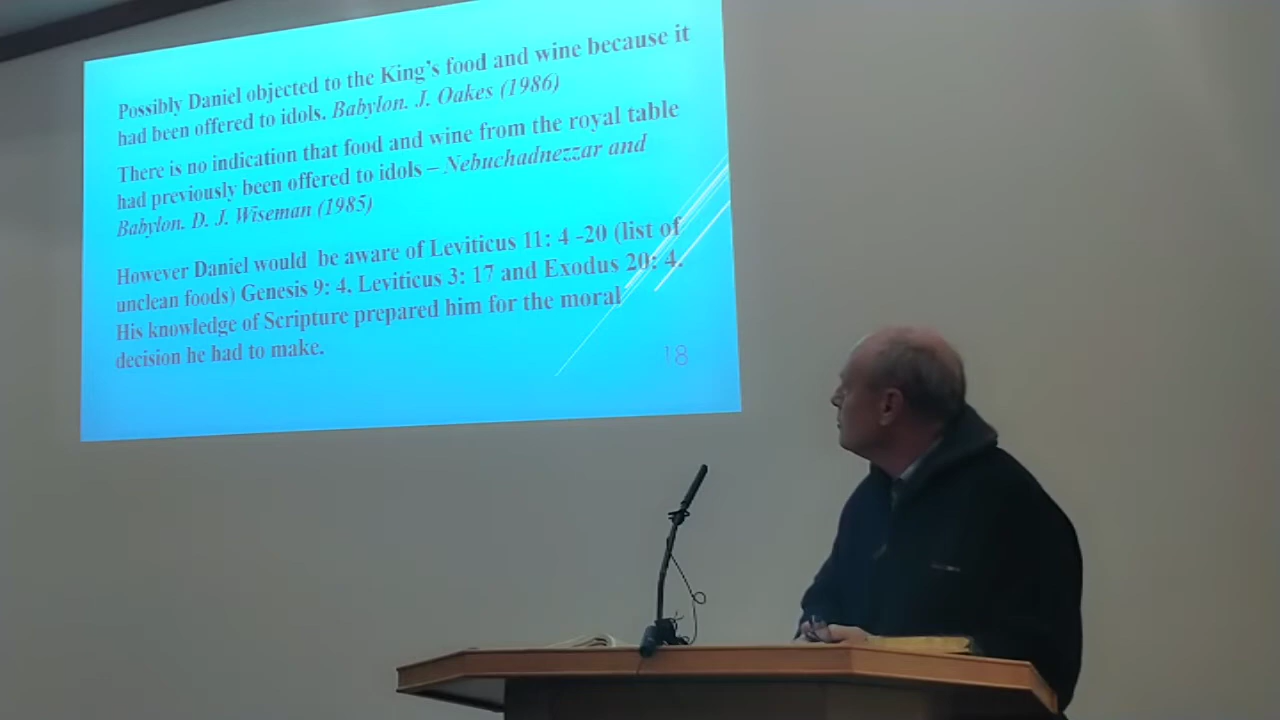 Possibly Daniel objected to the King's food and wine because it
had been offered to idols. Babylon. J. Oakes (1986)
There is no indication that food and wine from the royal table
had previously been offered to idols – Nebuchadnezzar and
Babylon. D. J. Wiseman (1985)
However Daniel would be aware of Leviticus 11: 4 -20 (list of
unclean foods) Genesis 9: 4. Leviticus 3: 17 and Exodus 20: 4.
His knowledge of Scripture prepared him for the moral
decision he had to make.
18